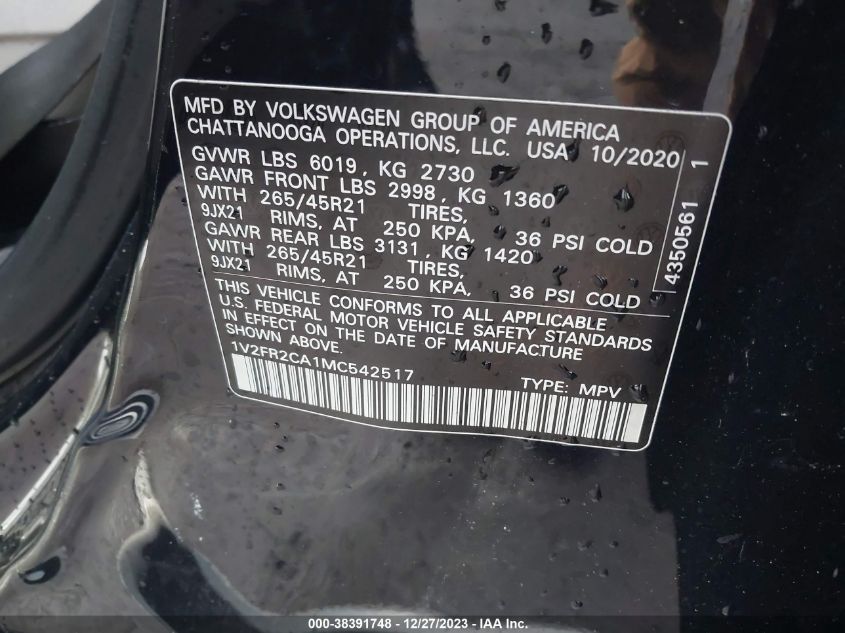 MFD BY VOLKSWAGEN GROUP OF AMERICA
CHATTANOOGA OPERATIONS, LLC. USA 10/2020 1
GVWR LBS 6019, KG 2730
GAWR FRONT LBS 2998, KG 1360
WITH 265/45R21 TIRES,
9JX21 RIMS, AT 250 KPA, 36 PSI COLD
GAWR REAR LBS 3131, KG 1420
WITH 265/45R21 TIRES,
9JX21 RIMS, AT 250 KPA, 36 PSI COLD
4350561
THIS VEHICLE CONFORMS TO ALL APPLICABLE
U.S. FEDERAL MOTOR VEHICLE SAFETY STANDARDS
IN EFFECT ON THE DATE OF MANUFACTURE
SHOWN ABOVE.
1V2FR2CA1MC542517 TYPE: MPV
000-38391748 - 12/27/2023 - IAA Inc.